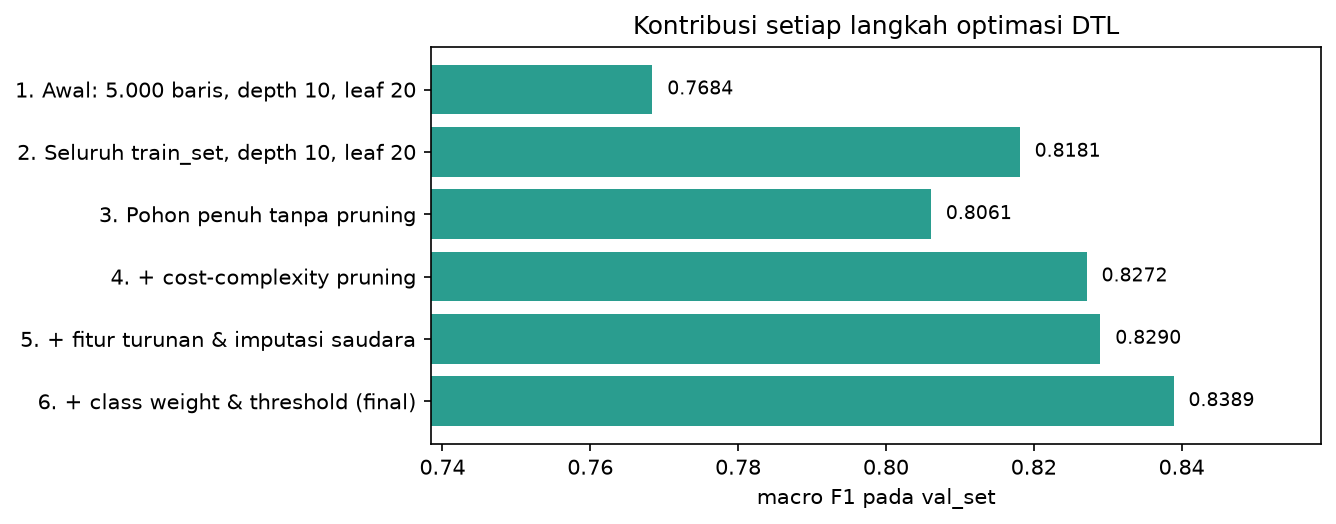 Kontribusi setiap langkah optimasi DTL
1. Awal: 5.000 baris, depth 10, leaf 20
0.7684
2. Seluruh train_set, depth 10, leaf 20
0.8181
3. Pohon penuh tanpa pruning
0.8061
4. + cost-complexity pruning
0.8272
5. + fitur turunan & imputasi saudara
0.8290
6. + class weight & threshold (final)
0.8389
0.74 0.76 0.78 0.80 0.82 0.84
macro F1 pada val_set